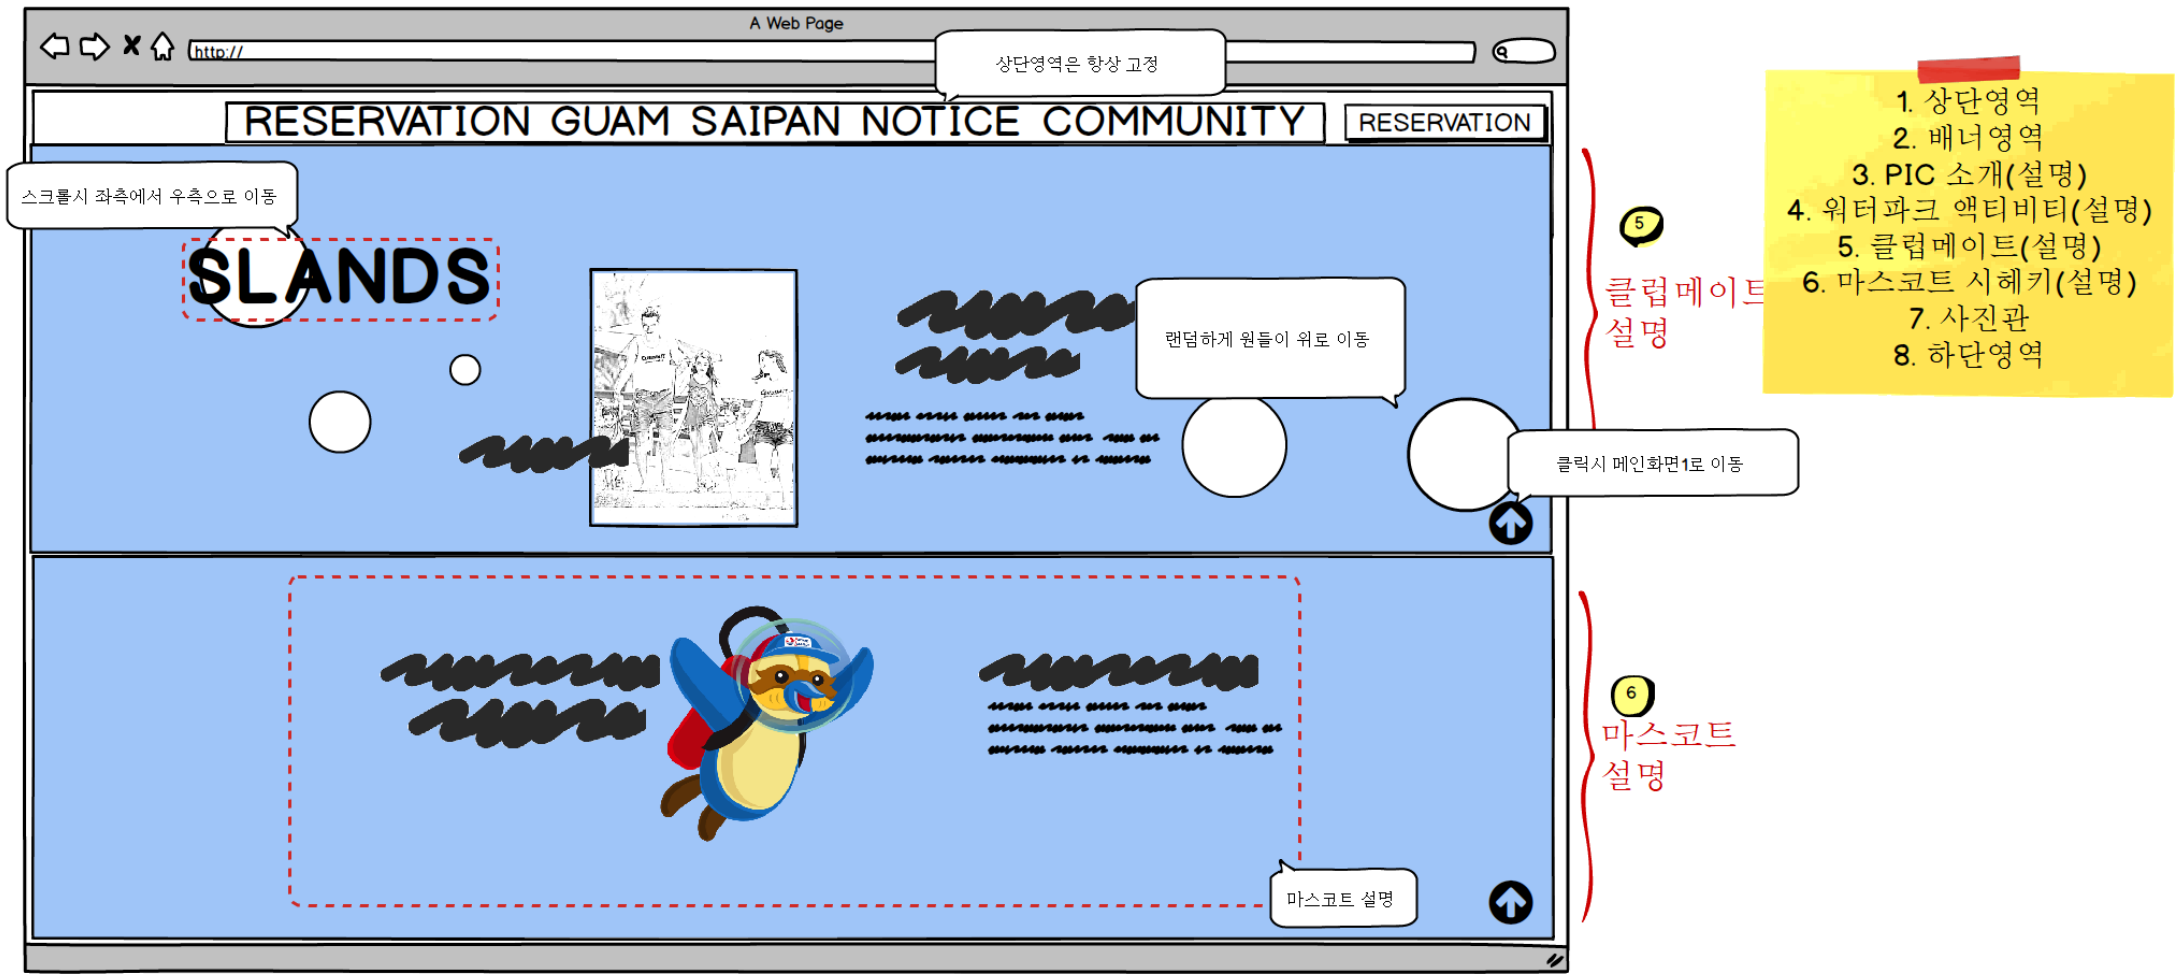 A Web Page
http://
상단영역은 항상 고정
RESERVATION GUAM SAIPAN NOTICE COMMUNITY
RESERVATION
스크롤시 좌측에서 우측으로 이동
SLANDS
랜덤하게 원들이 위로 이동
클릭시 메인화면1로 이동
5
클럽메이트
설명
마스코트 설명
6
마스코트
설명
1. 상단영역
2. 배너영역
3. PIC 소개(설명)
4. 워터파크 액티비티(설명)
5. 클럽메이트(설명)
6. 마스코트 시헤키(설명)
7. 사진관
8. 하단영역